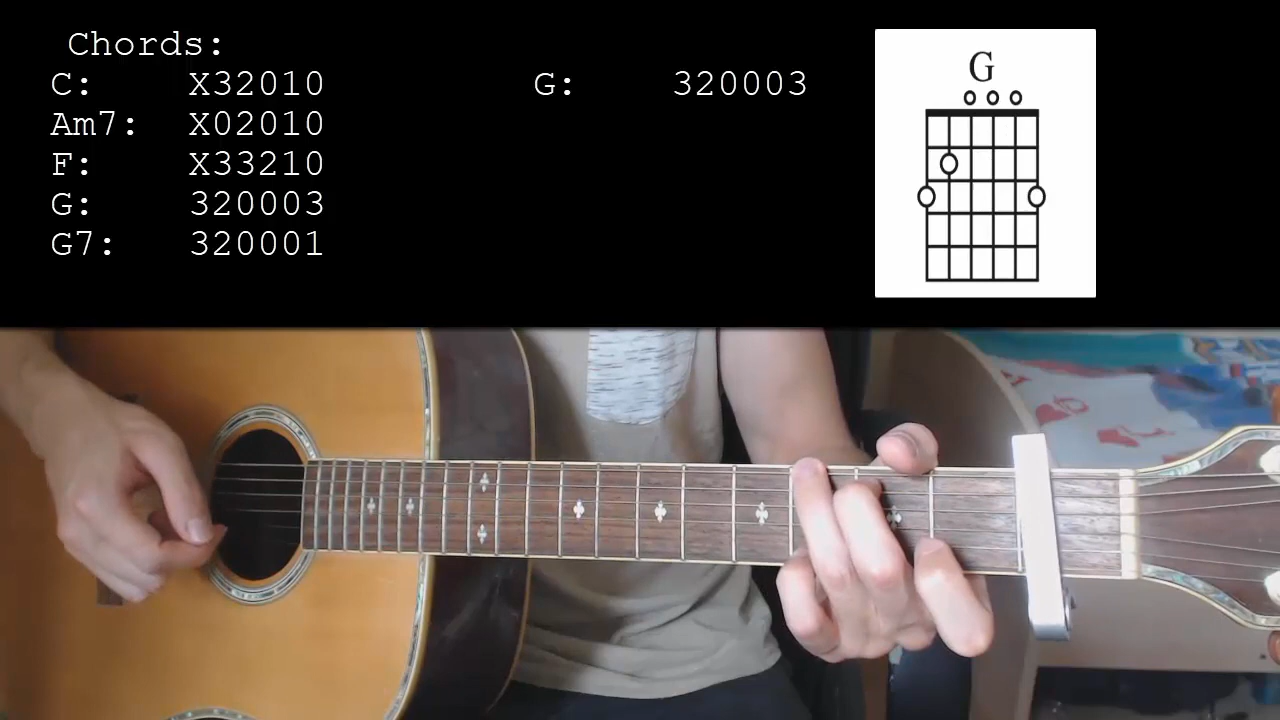 Chords:
C: X32010
Am7: X02010
F: X33210
G: 320003
G7: 320001
G: 320003
G